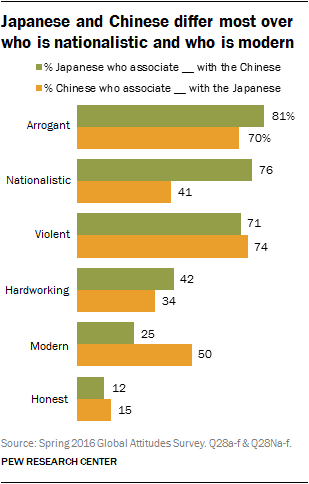 Japanese and Chinese differ most over
who is nationalistic and who is modern
% Japanese who associate __ with the Chinese
% Chinese who associate __ with the Japanese
Arrogant
81%
70%
Nationalistic
76
41
Violent
71
74
Hardworking
42
34
Modern
25
50
Honest
12
15
Source: Spring 2016 Global Attitudes Survey. Q28a-f & Q28Na-f.
PEW RESEARCH CENTER